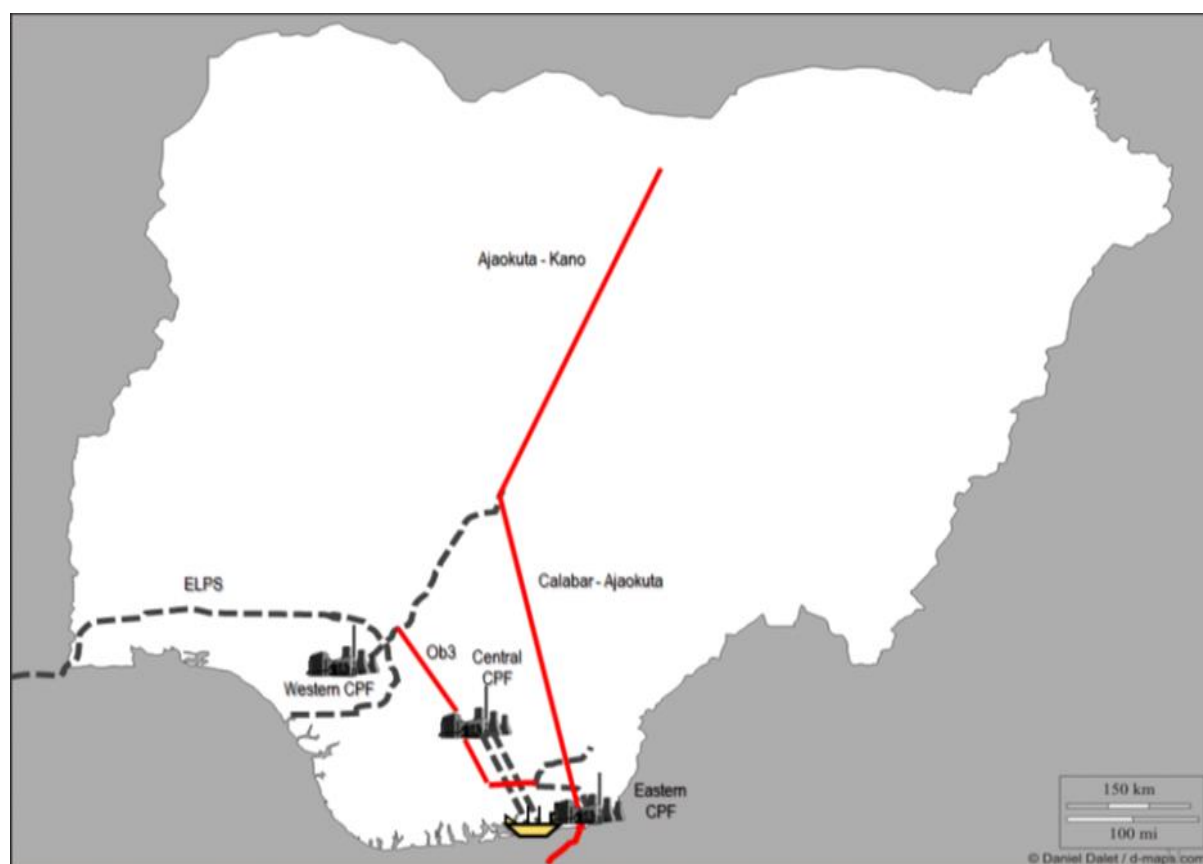 Ajaokuta - Kano
Calabar - Ajaokuta
ELPS
Ob3
Central
CPF
Western CPF
Eastern
CPF
150 km
100 mi
© Daniel Dalet / d-maps.com